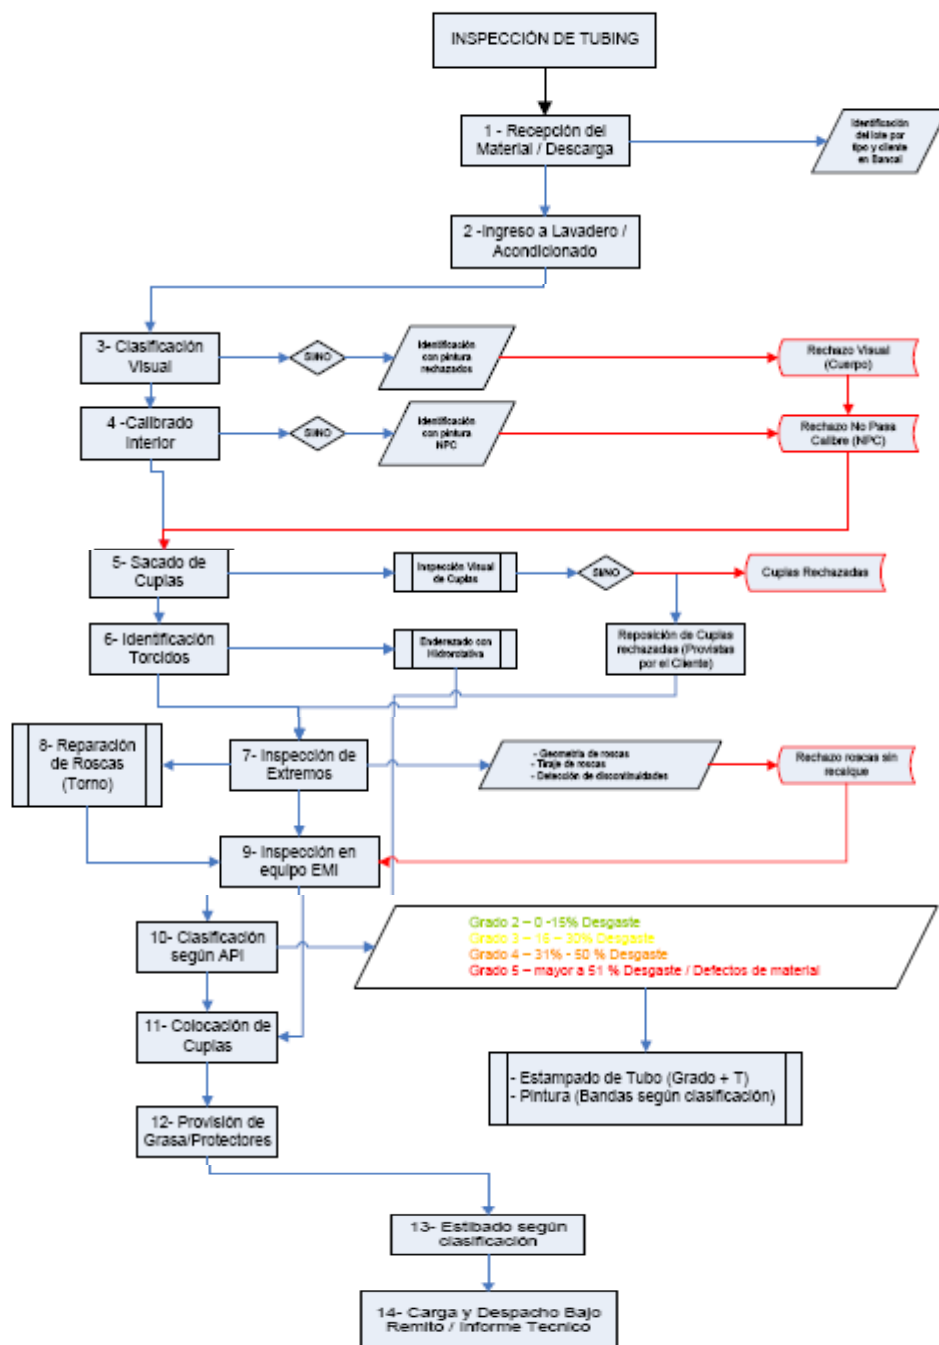 INSPECCIÓN DE TUBING
1 - Recepción del
Material / Descarga
Identificación
del lote por
tipo y cliente
en Bancal
2 -Ingreso a Lavadero /
Acondicionado
3- Clasificación
Visual
SI/NO
Identificación
con pintura
rechazados
Rechazo Visual
(Cuerpo)
4 -Calibrado
Interior
SI/NO
Identificación
con pintura
NPC
Rechazo No Pasa
Calibre (NPC)
5- Sacado de
Cuplas
Inspección Visual
de Cuplas
SI/NO
Cuplas Rechazadas
6- Identificación
Torcidos
Enderezado con
Hidrorotativa
Reposición de Cuplas
rechazadas (Provistas
por el Cliente)
8- Reparación
de Roscas
(Torno)
7- Inspección de
Extremos
- Geometría de roscas
- Tiraje de roscas
- Detección de discontinuidades
Rechazo roscas sin
recalque
9- Inspección en
equipo EMI
10- Clasificación
según API
Grado 2 – 0 -15% Desgaste
Grado 3 – 16 – 30% Desgaste
Grado 4 – 31% - 50 % Desgaste
Grado 5 – mayor a 51 % Desgaste / Defectos de material
11- Colocación de
Cuplas
- Estampado de Tubo (Grado + T)
- Pintura (Bandas según clasificación)
12- Provisión de
Grasa/Protectores
13- Estibado según
clasificación
14- Carga y Despacho Bajo
Remito / Informe Tecnico